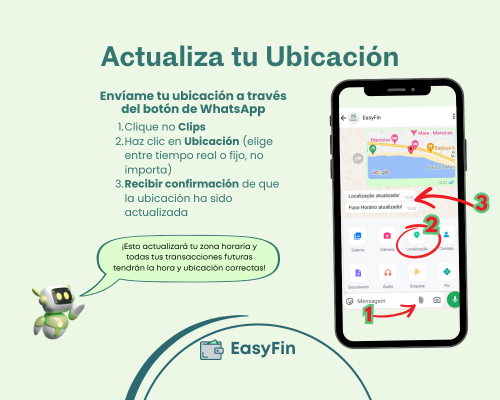 Actualiza tu Ubicación
Envíame tu ubicación a través
del botón de WhatsApp
1. Clique no Clips
2. Haz clic en Ubicación (elige
entre tiempo real o fijo, no
importa)
3. Recibir confirmación de que
la ubicación ha sido
actualizada
¡Esto actualizará tu zona horaria y
todas tus transacciones futuras
tendrán la hora y ubicación correctas!
EasyFin
EasyFin
Google
Localização atualizada!
Fuso Horário atualizado!
3
2
Galeria
Câmera
Localização
Contato
Documento
Áudio
Enquete
Pix
Mensagem
1